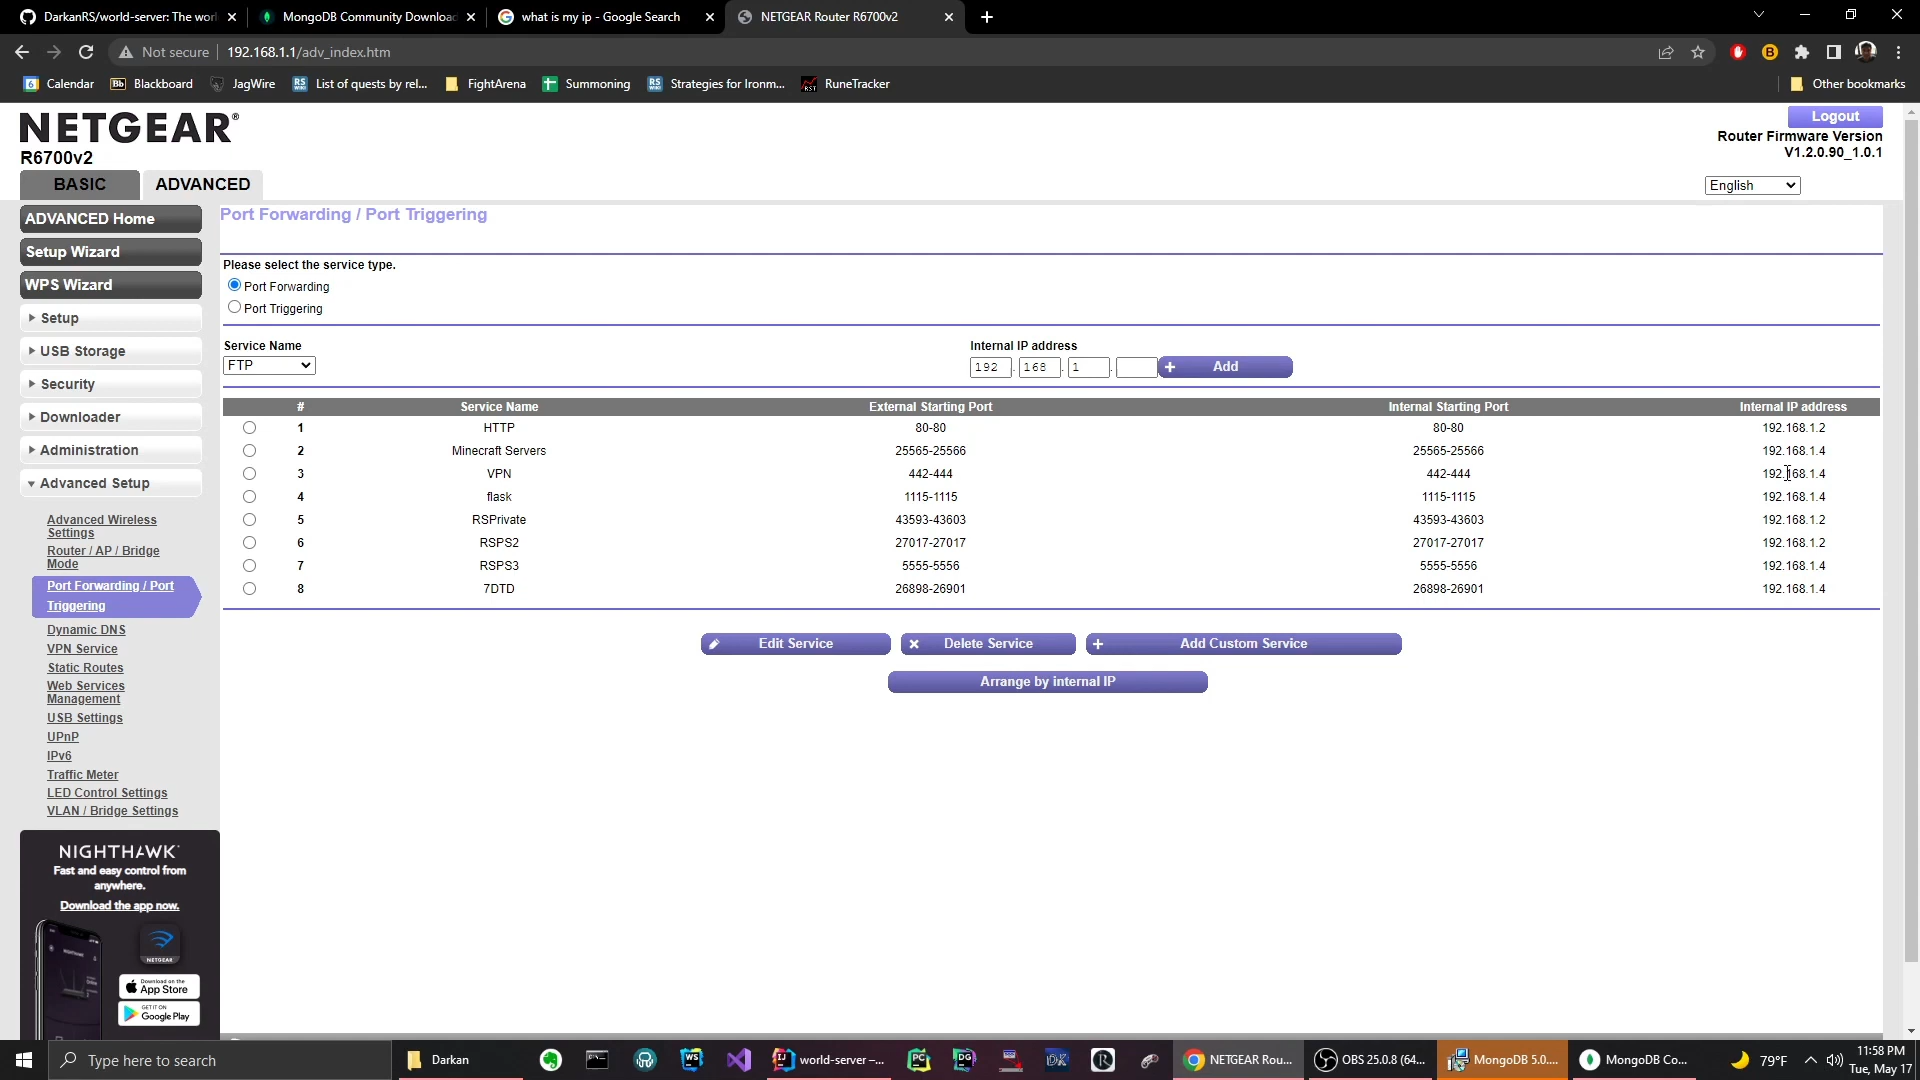 DarkanRS/world-server: The worl
MongoDB Community Download
what is my ip - Google Search
NETGEAR Router R6700v2
Not secure
192.168.1.1/adv_index.htm
Calendar
Bb Blackboard
JagWire
List of quests by rel...
FightArena
Summoning
Strategies for Ironm...
RuneTracker
Other bookmarks
NETGEAR®
R6700v2
Logout
Router Firmware Version
V1.2.0.90_1.0.1
BASIC
ADVANCED
English
ADVANCED Home
Setup Wizard
WPS Wizard
Setup
USB Storage
Security
Downloader
Administration
Advanced Setup
Advanced Wireless
Settings
Router / AP / Bridge
Mode
Port Forwarding / Port
Triggering
Dynamic DNS
VPN Service
Static Routes
Web Services
Management
USB Settings
UPnP
IPv6
Traffic Meter
LED Control Settings
VLAN / Bridge Settings
NIGHTHAWK
Fast and easy control from
anywhere.
Download the app now.
NETGEAR
Download on the
App Store
GET IT ON
Google Play
Port Forwarding / Port Triggering
Please select the service type.
Port Forwarding
Port Triggering
Service Name
Internal IP address
FTP
192 . 168 . 1 .
Add
# Service Name External Starting Port Internal Starting Port Internal IP address
1 HTTP 80-80 80-80 192.168.1.2
2 Minecraft Servers 25565-25566 25565-25566 192.168.1.4
3 VPN 442-444 442-444 192.168.1.4
4 flask 1115-1115 1115-1115 192.168.1.4
5 RSPrivate 43593-43603 43593-43603 192.168.1.2
6 RSPS2 27017-27017 27017-27017 192.168.1.2
7 RSPS3 5555-5556 5555-5556 192.168.1.4
8 7DTD 26898-26901 26898-26901 192.168.1.4
Edit Service
Delete Service
Add Custom Service
Arrange by internal IP
Type here to search
Darkan
world-server –...
NETGEAR Rou...
OBS 25.0.8 (64...
MongoDB 5.0....
MongoDB Co...
79°F
11:58 PM
Tue, May 17